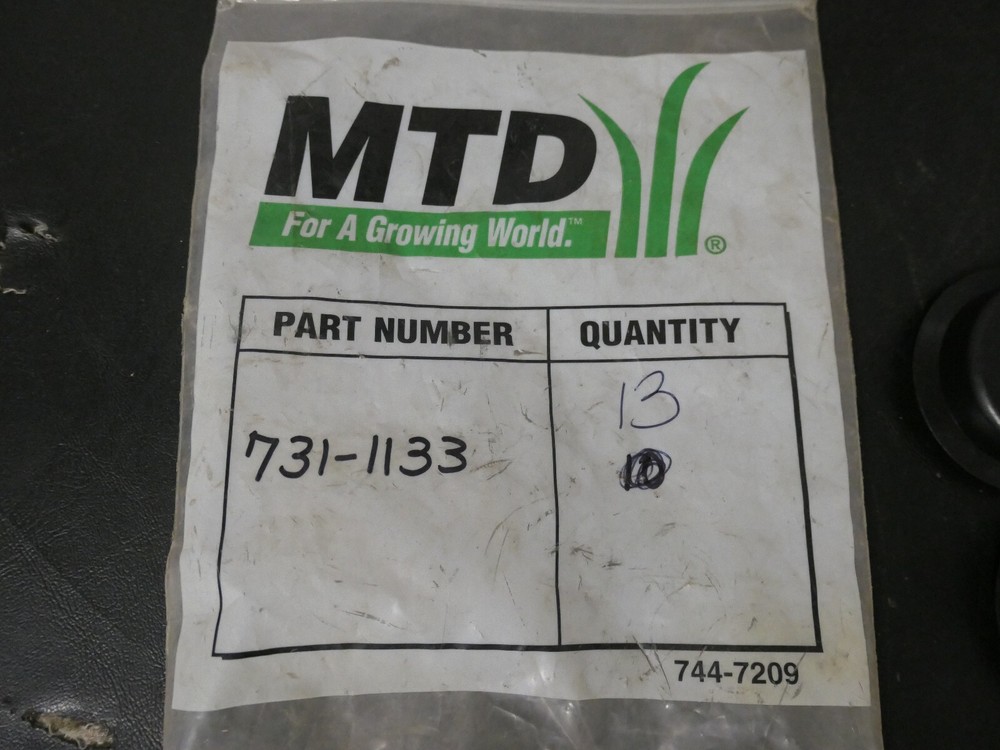 MTD
For A Growing World.™
®
PART NUMBER QUANTITY
13
731-1133
744-7209